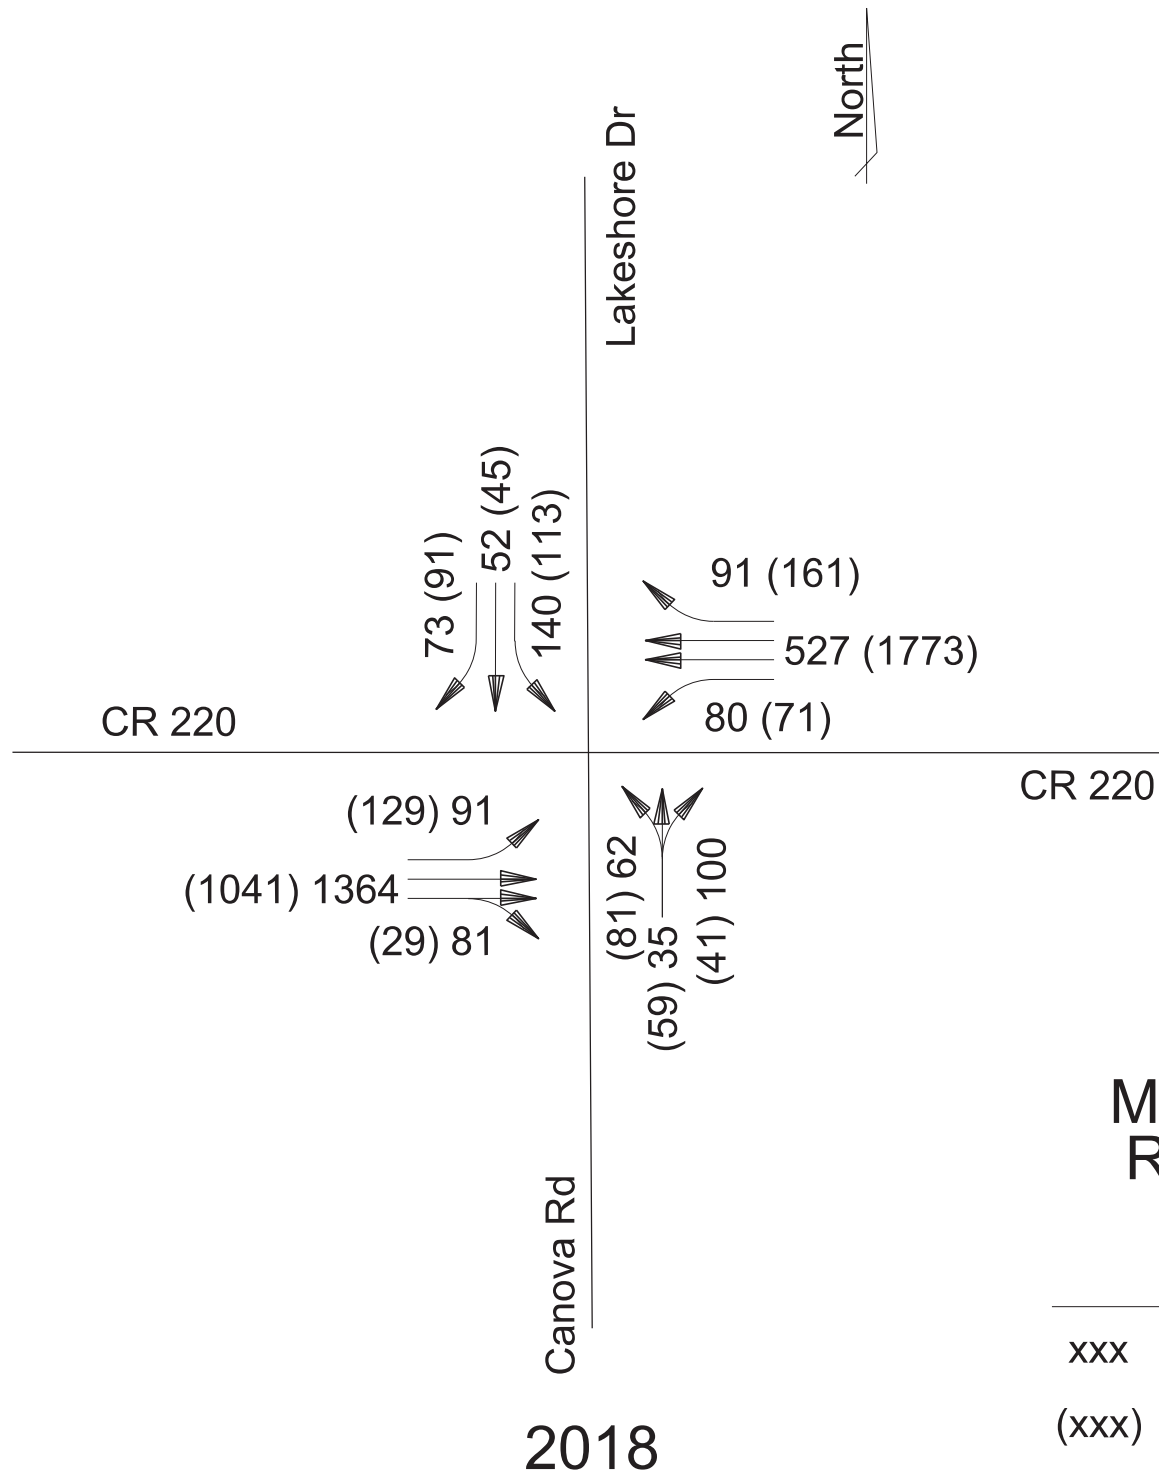 North
Lakeshore Dr
73 (91)
52 (45)
140 (113)
91 (161)
527 (1773)
80 (71)
CR 220
CR 220
(129) 91
(1041) 1364
(29) 81
(81) 62
(59) 35
(41) 100
M
R
Canova Rd
xxx
(xxx)
2018